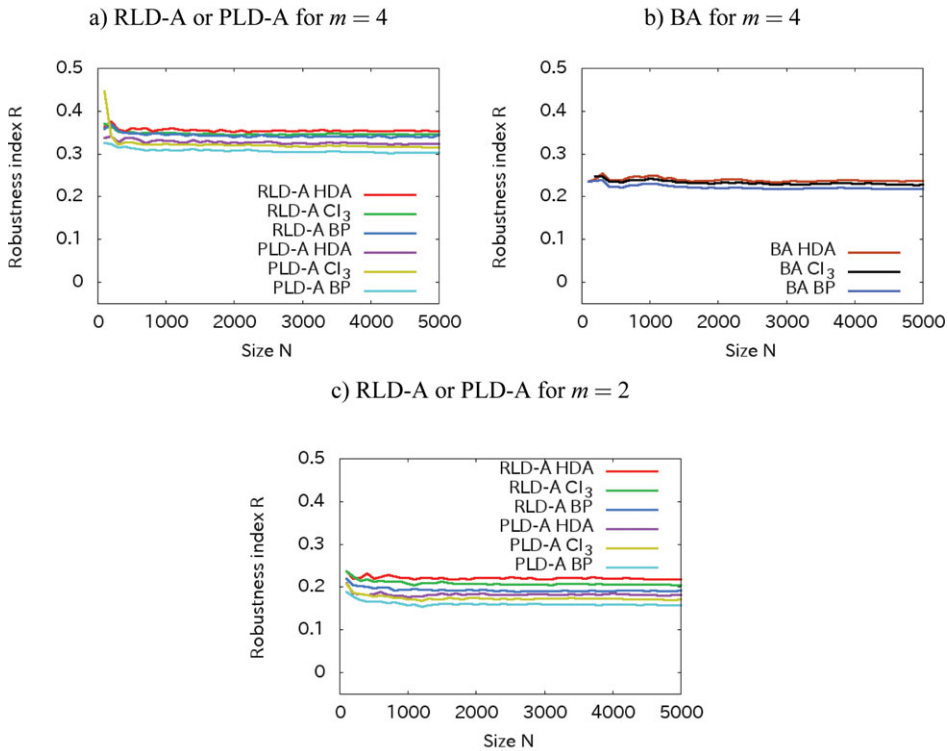 a) RLD-A or PLD-A for m = 4
Robustness index R
0.5
0.4
0.3
0.2
0.1
0
RLD-A HDA
RLD-A CI₃
RLD-A BP
PLD-A HDA
PLD-A CI₃
PLD-A BP
0 1000 2000 3000 4000 5000
Size N
b) BA for m = 4
Robustness index R
0.5
0.4
0.3
0.2
0.1
0
BA HDA
BA CI₃
BA BP
0 1000 2000 3000 4000 5000
Size N
c) RLD-A or PLD-A for m = 2
Robustness index R
0.5
0.4
0.3
0.2
0.1
0
RLD-A HDA
RLD-A CI₃
RLD-A BP
PLD-A HDA
PLD-A CI₃
PLD-A BP
0 1000 2000 3000 4000 5000
Size N